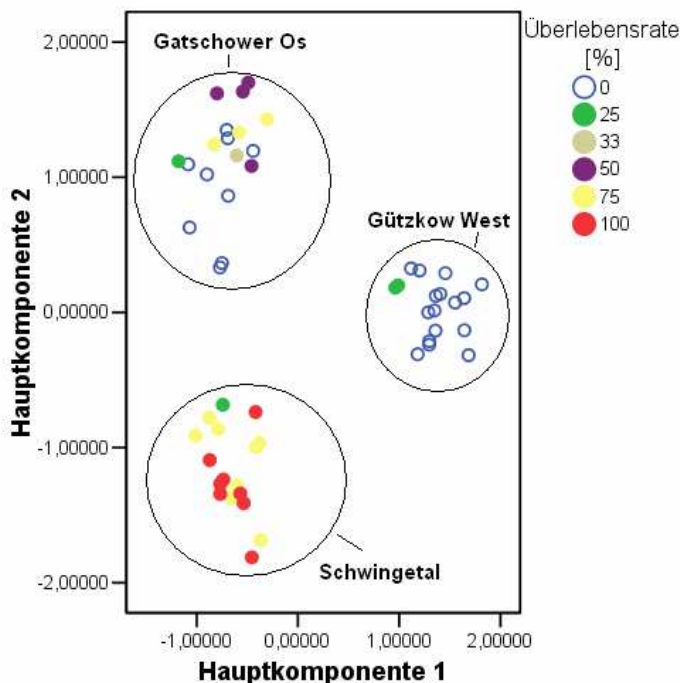 Überlebensrate
[%]
0
25
33
50
75
100
Gatschower Os
Gützkow West
Schwingetal
2,00000
1,00000
0,00000
-1,00000
-2,00000
Hauptkomponente 2
-1,00000 0,00000 1,00000 2,00000
Hauptkomponente 1